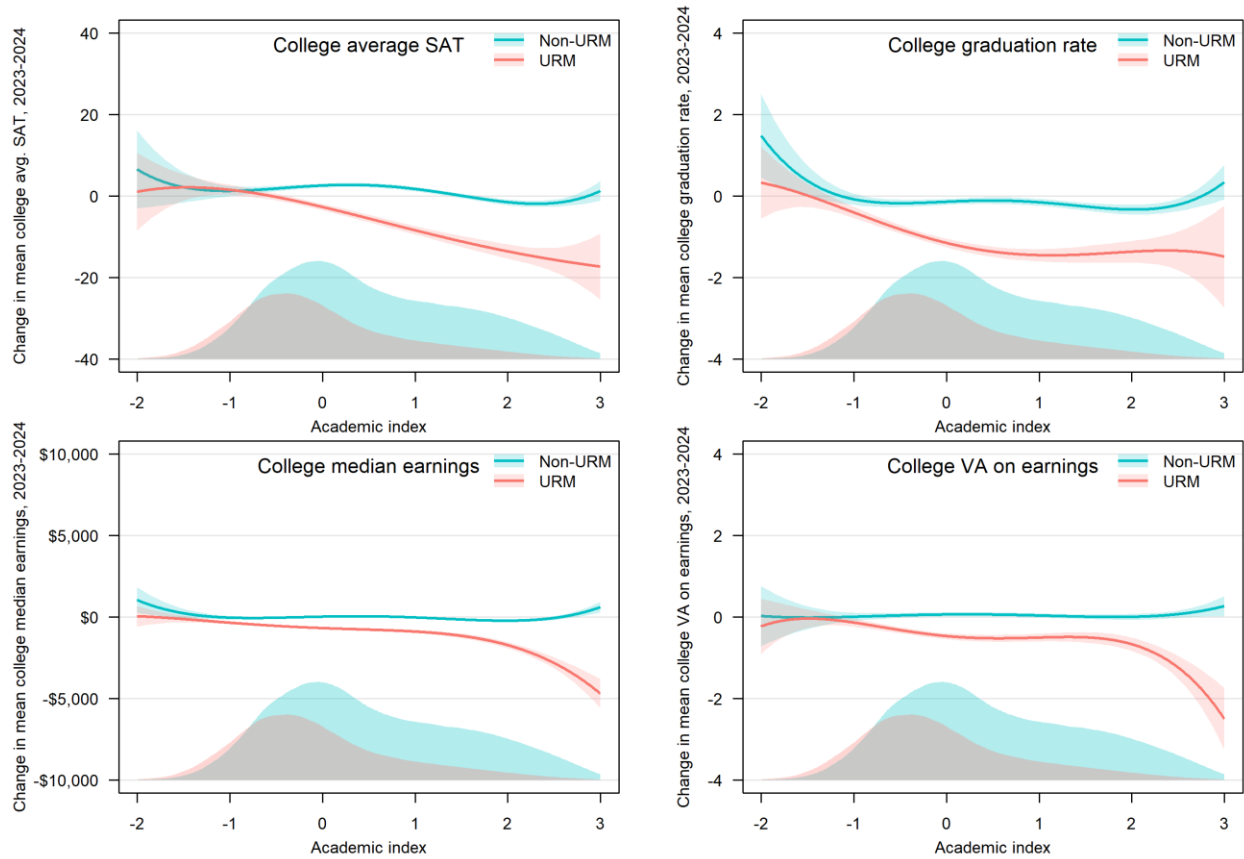 College average SAT
Non-URM
URM
Change in mean college avg. SAT, 2023-2024
40
20
0
-20
-40
-2 -1 0 1 2 3
Academic index
College graduation rate
Non-URM
URM
Change in mean college graduation rate, 2023-2024
4
2
0
-2
-4
-2 -1 0 1 2 3
Academic index
College median earnings
Non-URM
URM
Change in mean college median earnings, 2023-2024
$10,000
$5,000
$0
-$5,000
-$10,000
-2 -1 0 1 2 3
Academic index
College VA on earnings
Non-URM
URM
Change in mean college VA on earnings, 2023-2024
4
2
0
-2
-4
-2 -1 0 1 2 3
Academic index